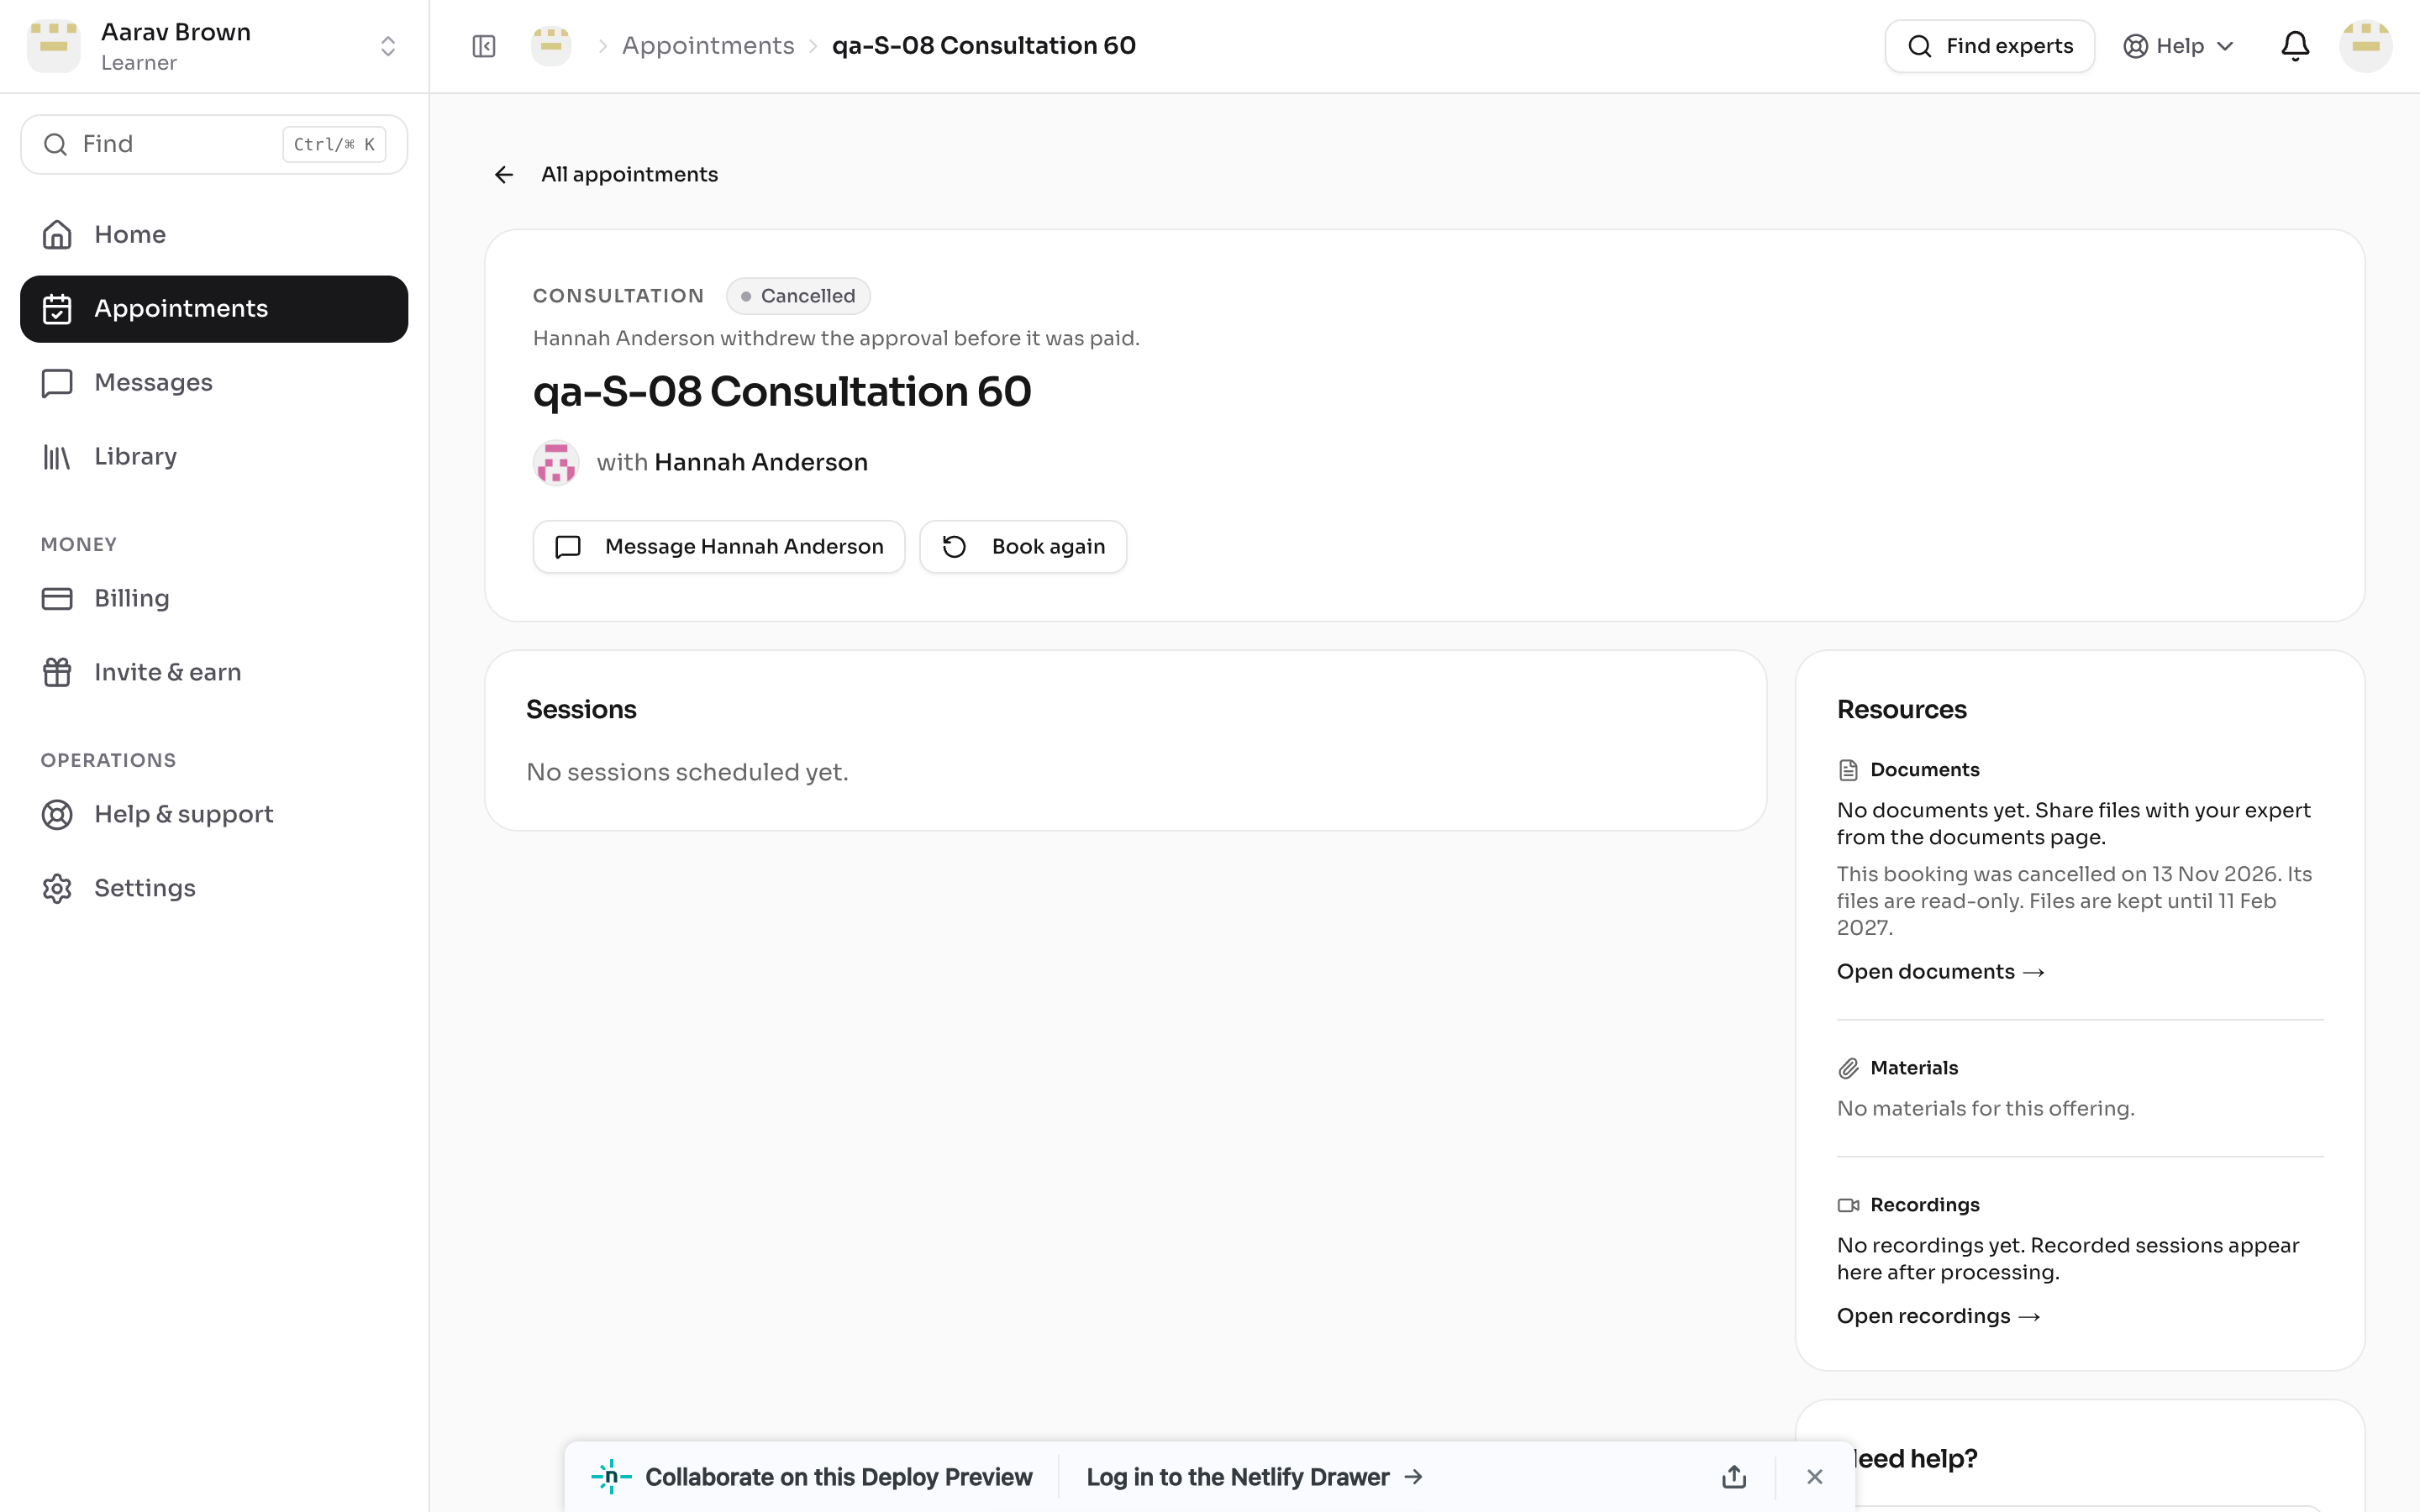 Aarav Brown
Learner
Find
Ctrl/⌘ K
Home
Appointments
Messages
Library
MONEY
Billing
Invite & earn
OPERATIONS
Help & support
Settings
Appointments
qa-S-08 Consultation 60
Find experts
Help
All appointments
CONSULTATION
Cancelled
Hannah Anderson withdrew the approval before it was paid.
qa-S-08 Consultation 60
with Hannah Anderson
Message Hannah Anderson
Book again
Sessions
No sessions scheduled yet.
Resources
Documents
No documents yet. Share files with your expert
from the documents page.
This booking was cancelled on 13 Nov 2026. Its
files are read-only. Files are kept until 11 Feb
2027.
Open documents →
Materials
No materials for this offering.
Recordings
No recordings yet. Recorded sessions appear
here after processing.
Open recordings →
help?
Collaborate on this Deploy Preview
Log in to the Netlify Drawer →